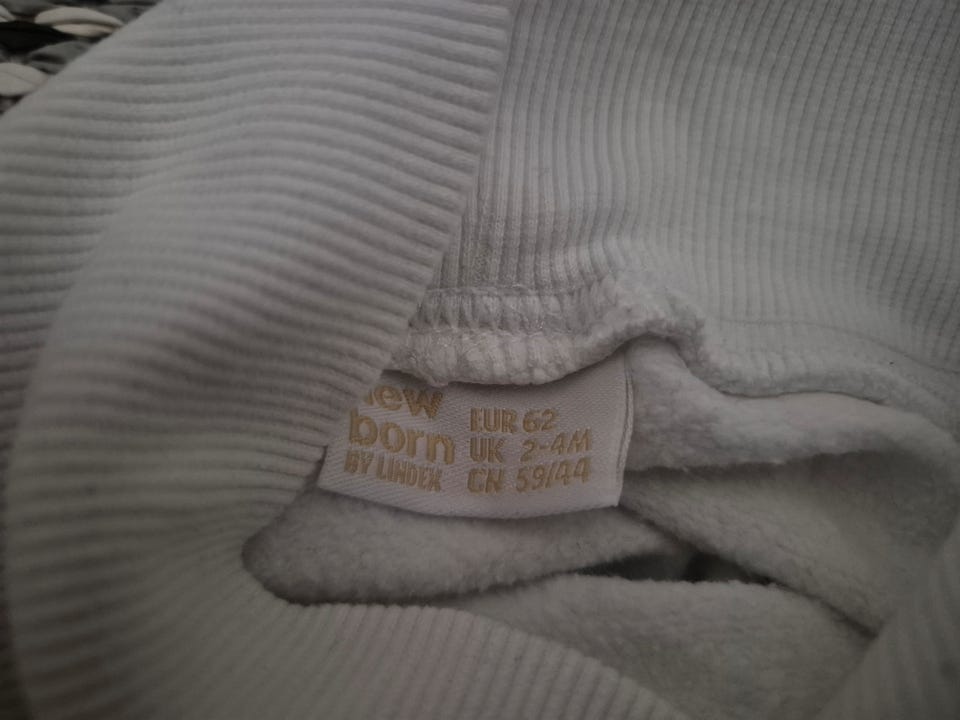 new
born
BY LINDEX
EUR 62
UK 2-4M
CN 59/44